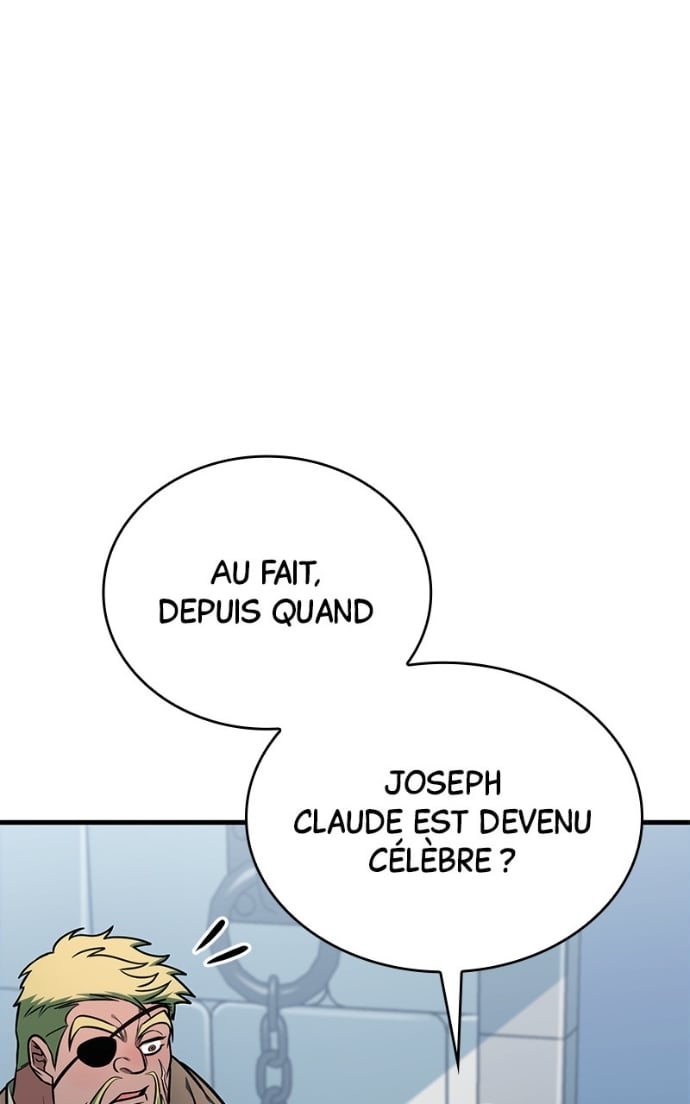 AU FAIT,
DEPUIS QUAND
JOSEPH
CLAUDE EST DEVENU
CÉLÈBRE ?